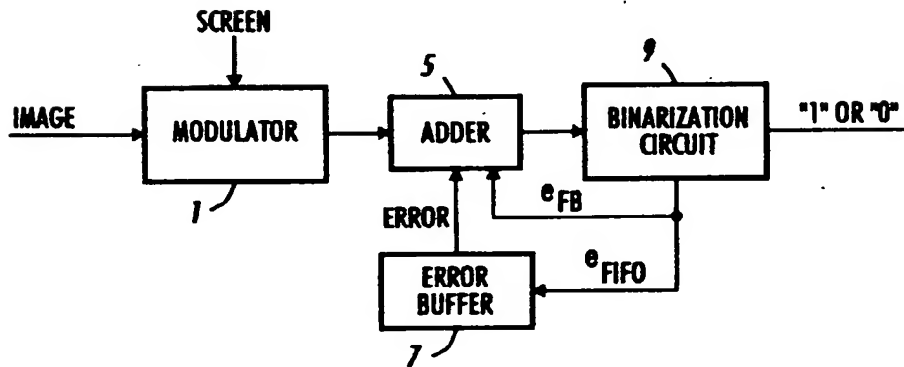 SCREEN
IMAGE
MODULATOR
1
5
ADDER
9
BINARIZATION
CIRCUIT
"1" OR "0"
ERROR
e FB
ERROR
BUFFER
7
e FIFO